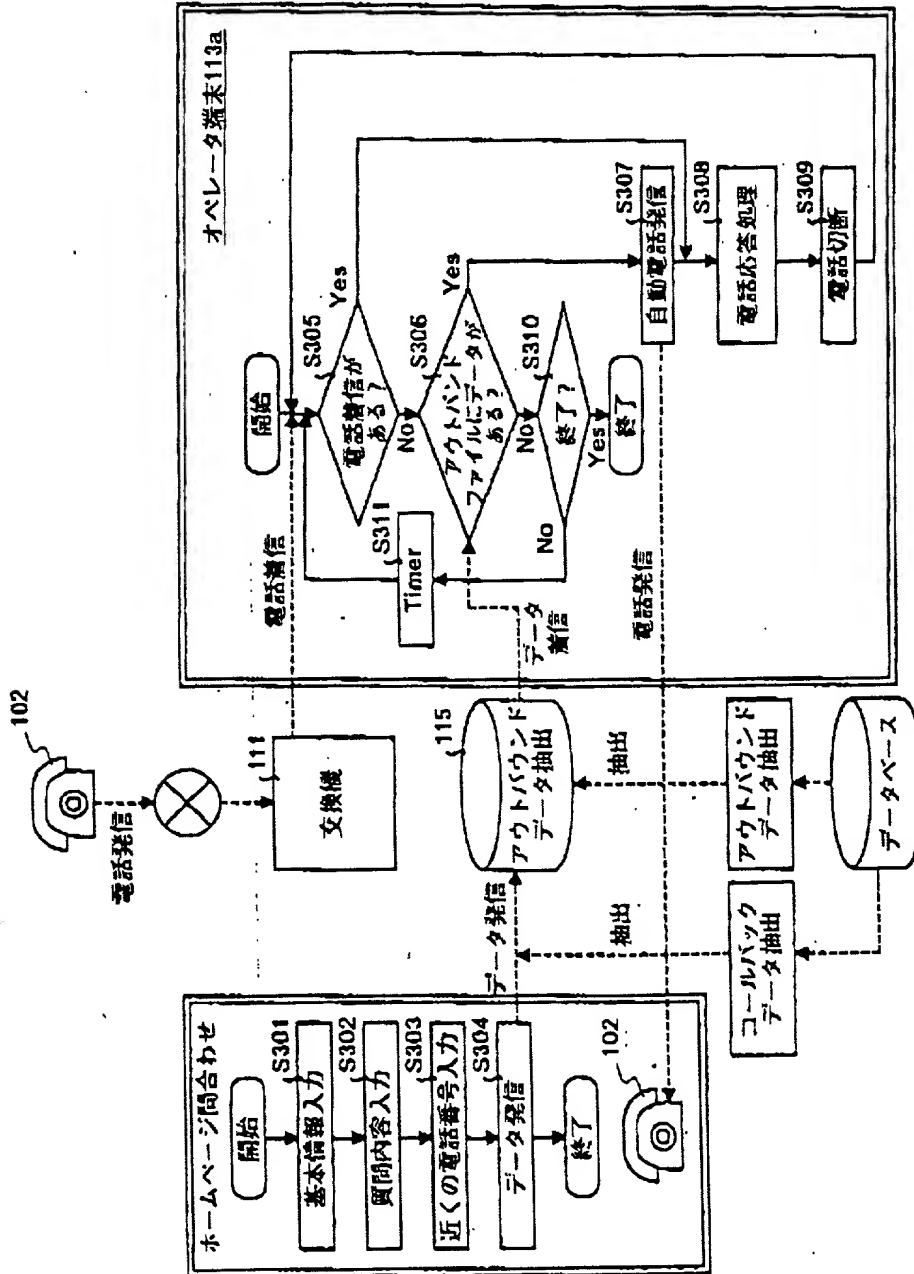 ホームページ問合わせ
開始
S301
基本情報入力
S302
質問内容入力
S303
近くの電話番号入力
S304
データ発信
終了
102
102
電話発信
111
交換機
電話着信
データ発信
115
アウトバウンド
データ抽出
データ
着信
抽出
抽出
コールバック
データ抽出
アウトバウンド
データ抽出
データベース
オペレータ端末113a
開始
S305
電話着信が
ある?
Yes
No
S306
アウトバンド
ファイルにデータが
ある?
Yes
No
S310
終了?
No
Yes
終了
S311
Timer
S307
自動電話発信
S308
電話応答処理
S309
電話切断
電話発信